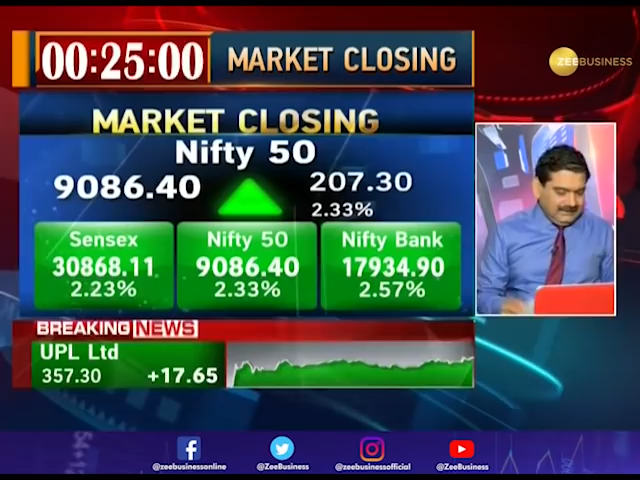 00:25:00
MARKET CLOSING
ZEEBUSINESS
MARKET CLOSING
Nifty 50
9086.40
207.30
2.33%
Sensex
30868.11
2.23%
Nifty 50
9086.40
2.33%
Nifty Bank
17934.90
2.57%
BREAKING NEWS
UPL Ltd
357.30 +17.65
@zeebusinessonline
@ZeeBusiness
@zeebusinessofficial
@ZeeBusiness